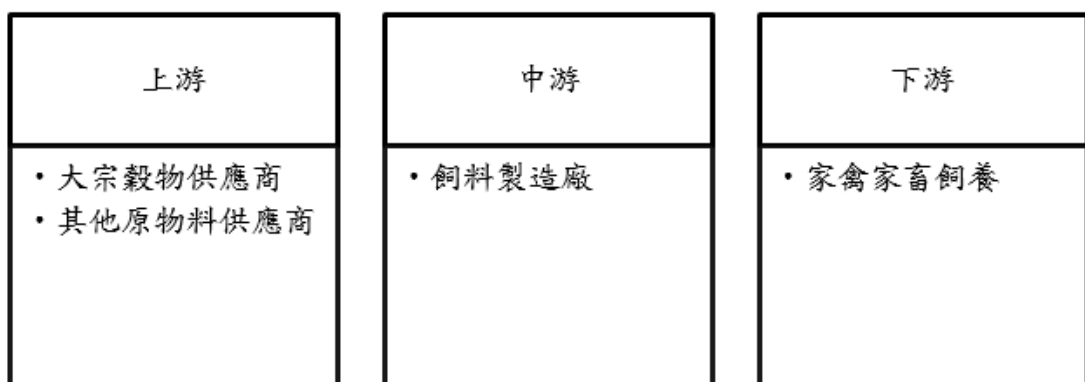 上游
・大宗穀物供應商
・其他原物料供應商
中游
・飼料製造廠
下游
・家禽家畜飼養